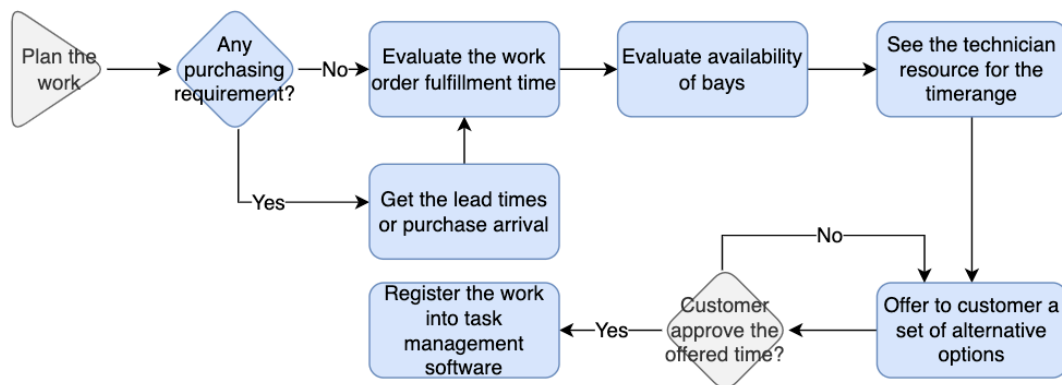 Plan the
work
Any
purchasing
requirement?
No
Evaluate the work
order fulfillment time
Evaluate availability
of bays
See the technician
resource for the
timerange
Yes
Get the lead times
or purchase arrival
No
Offer to customer a
set of alternative
options
Customer
approve the
offered time?
Yes
Register the work
into task
management
software